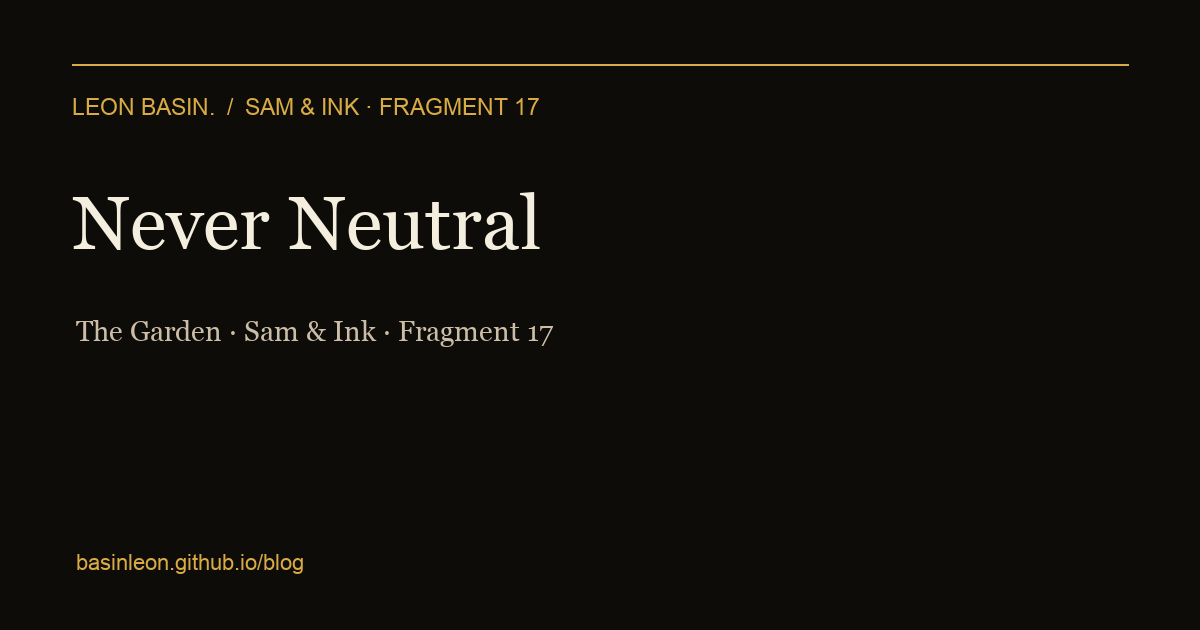 LEON BASIN. / SAM & INK · FRAGMENT 17
Never Neutral
The Garden · Sam & Ink · Fragment 17
basinleon.github.io/blog